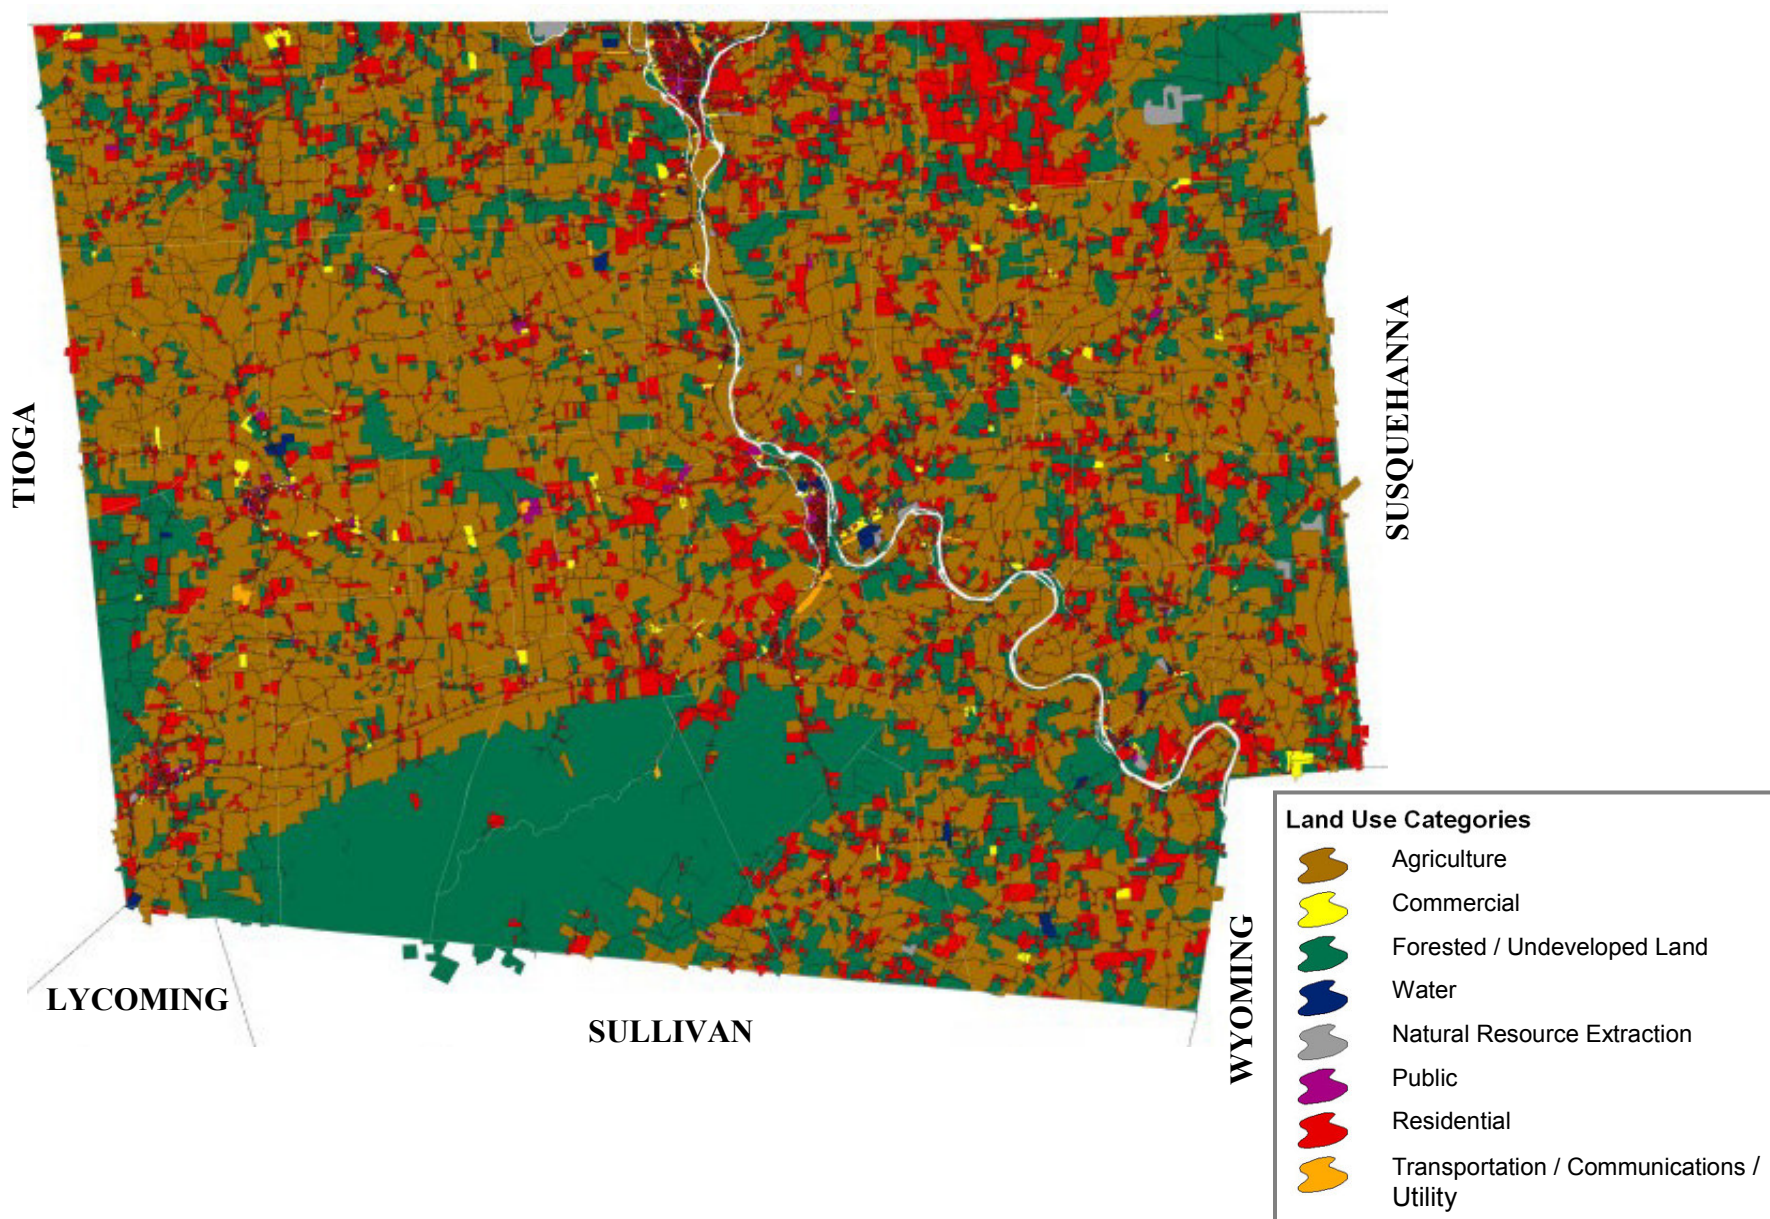 TIOGA
SUSQUEHANNA
LYCOMING
SULLIVAN
WYOMING
Land Use Categories
Agriculture
Commercial
Forested / Undeveloped Land
Water
Natural Resource Extraction
Public
Residential
Transportation / Communications /
Utility